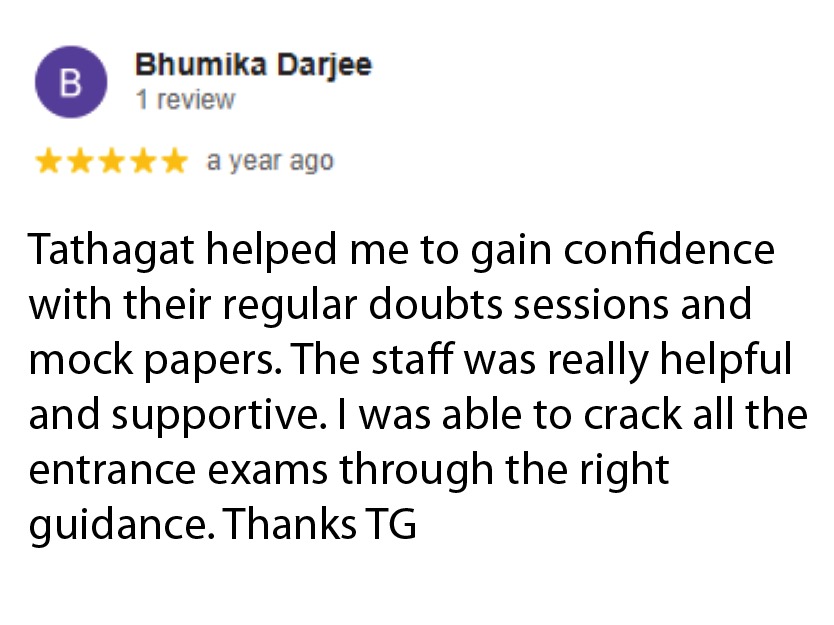 B
Bhumika Darjee
1 review
a year ago
Tathagat helped me to gain confidence
with their regular doubts sessions and
mock papers. The staff was really helpful
and supportive. I was able to crack all the
entrance exams through the right
guidance. Thanks TG